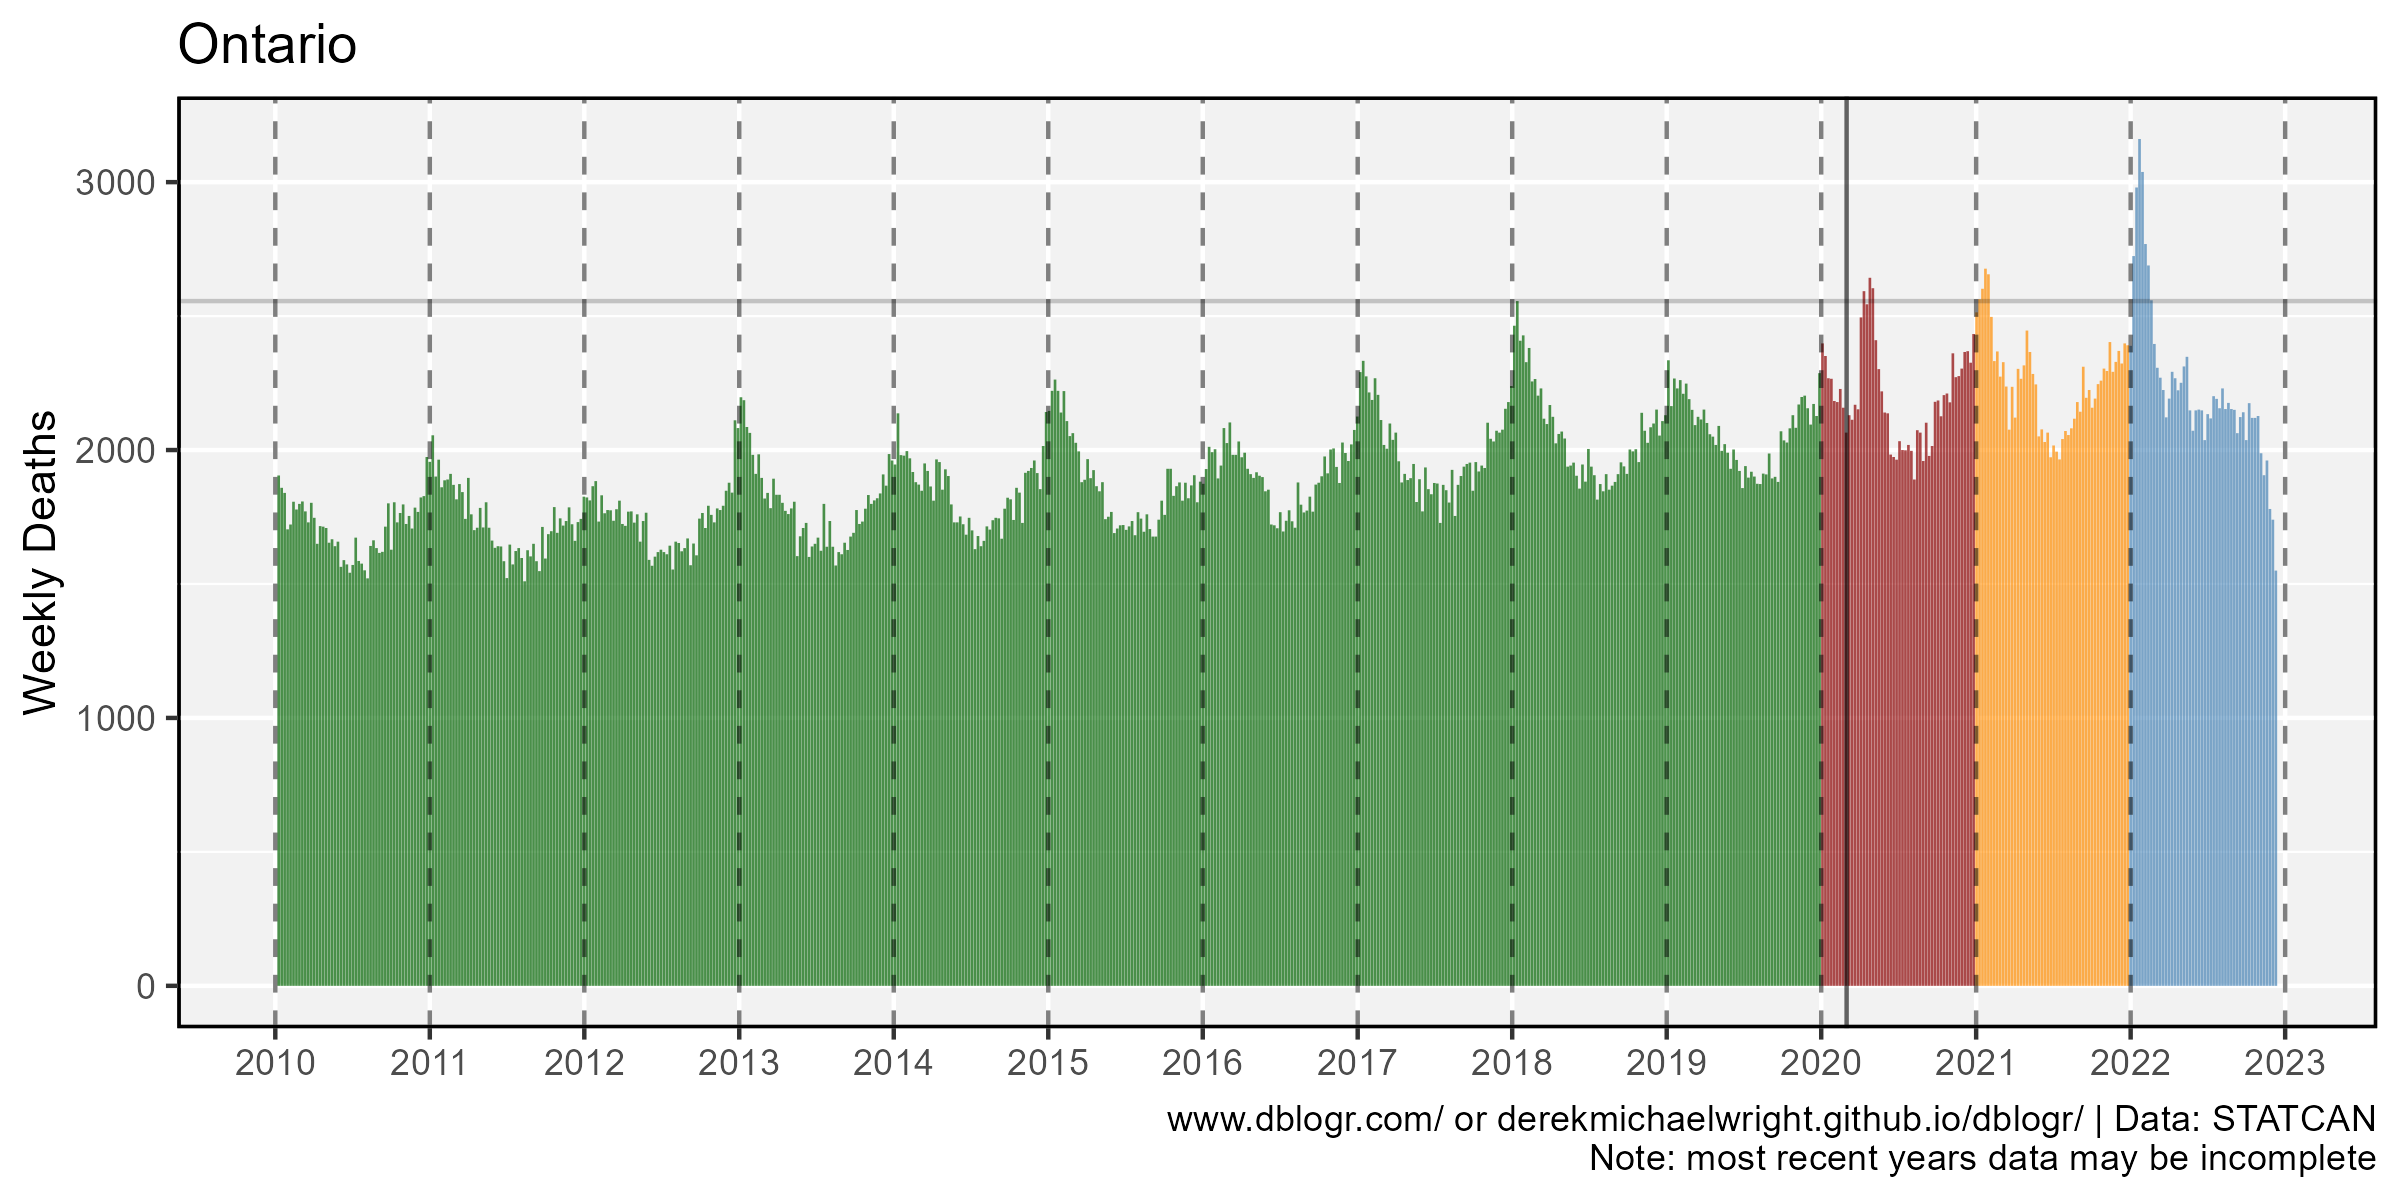 Ontario
Weekly Deaths
3000
2000
1000
0
2010 2011 2012 2013 2014 2015 2016 2017 2018 2019 2020 2021 2022 2023
www.dblogr.com/ or derekmichaelwright.github.io/dblogr/ | Data: STATCAN
Note: most recent years data may be incomplete